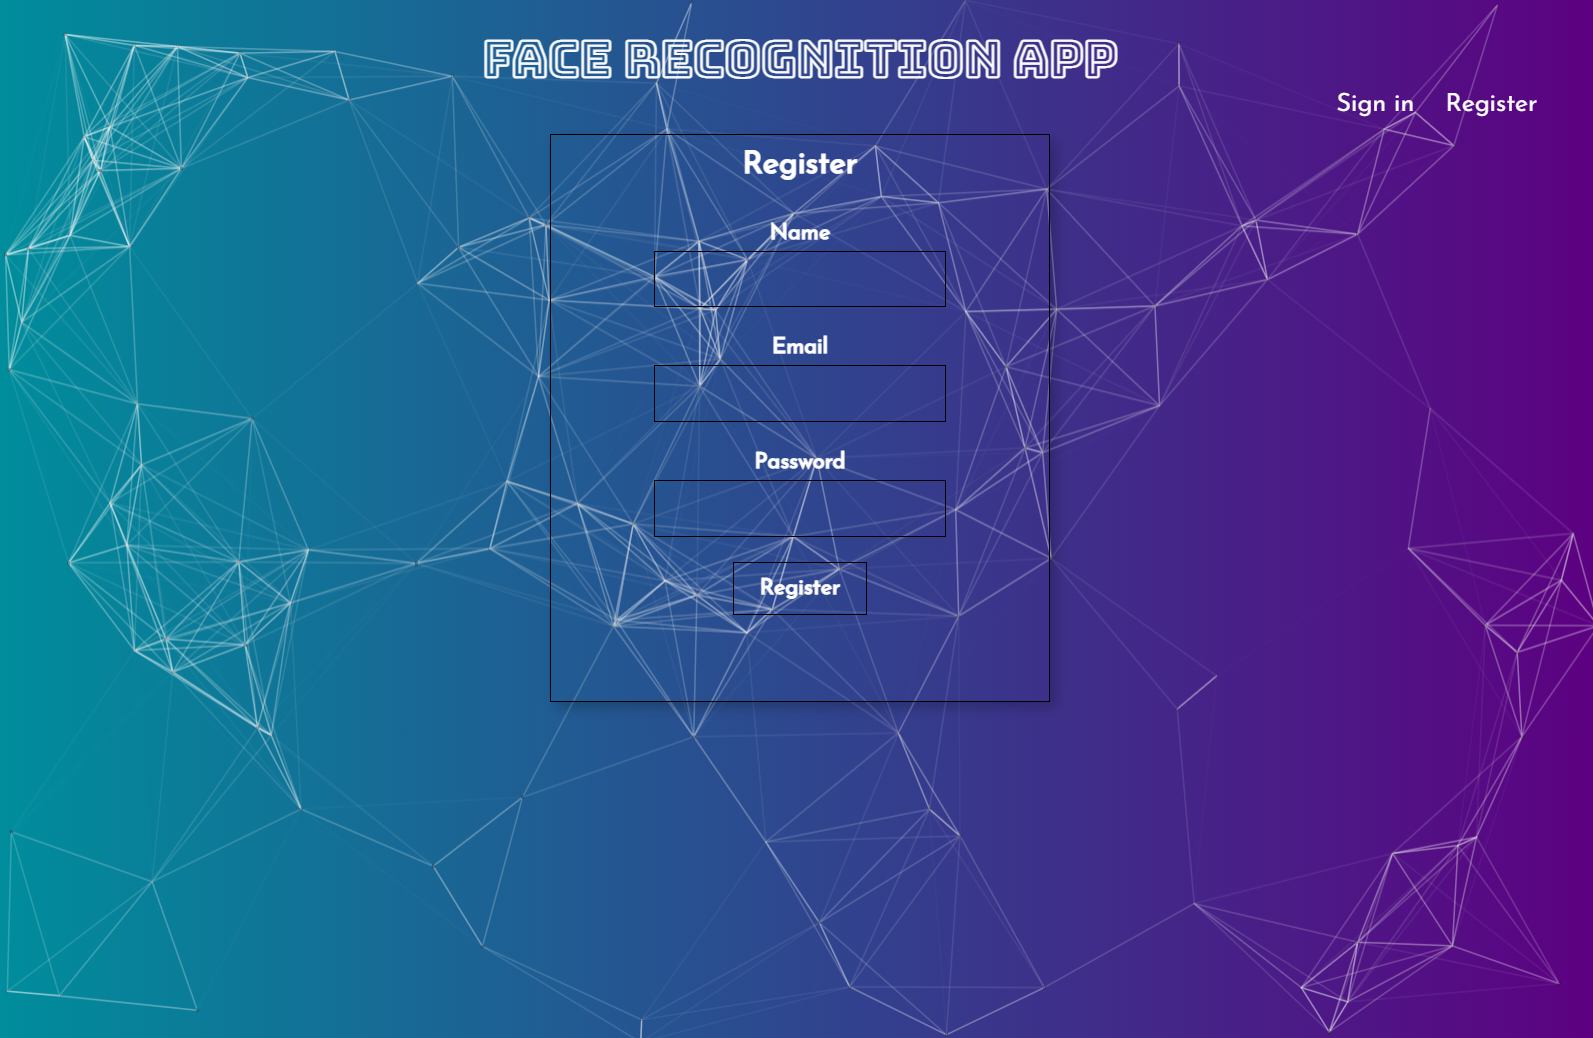 FACE RECOGNITION APP
Sign in Register
Register
Name
Email
Password
Register